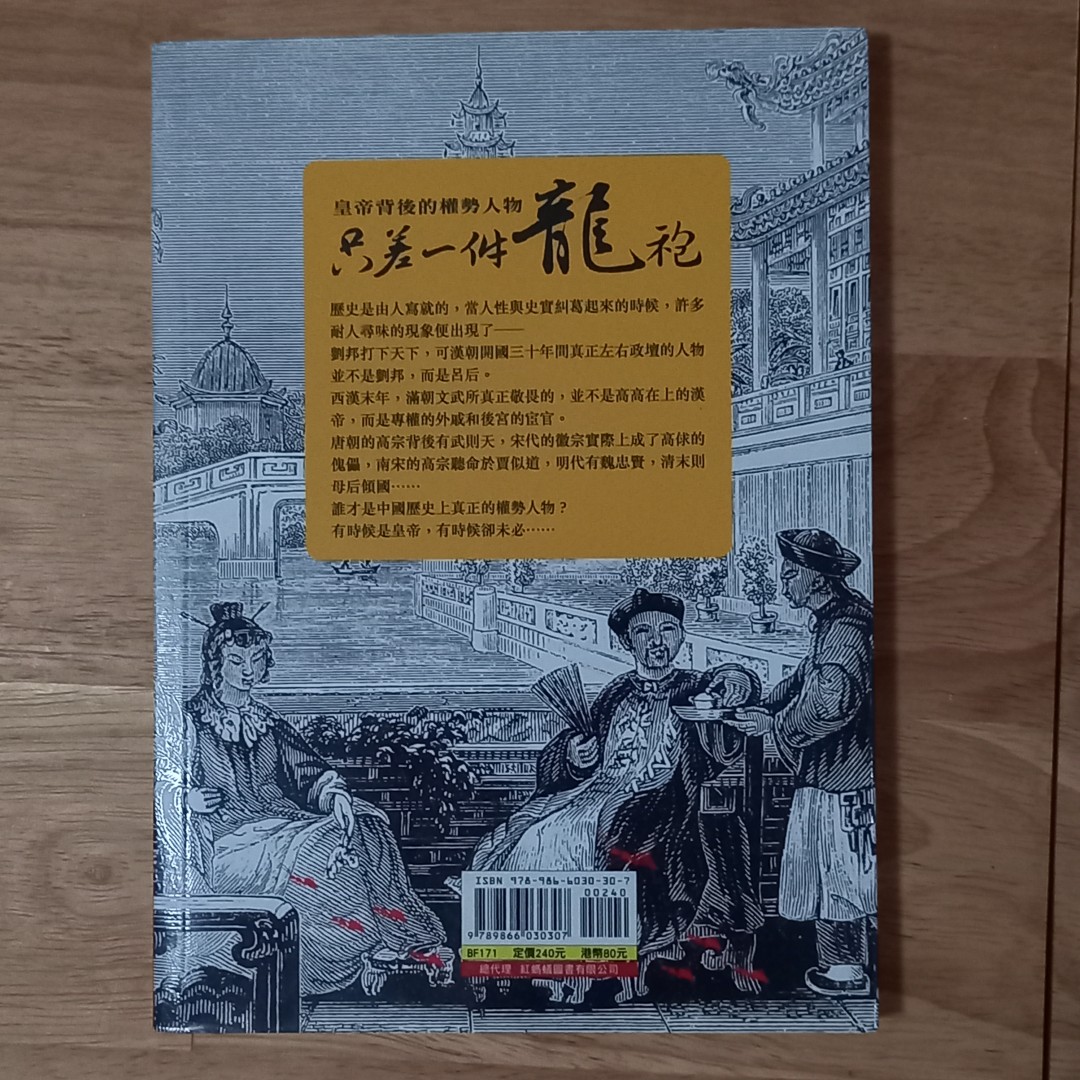 皇帝背後的權勢人物
只差一件龍袍
歷史是由人寫就的，當人性與史實糾葛起來的時候，許多
耐人尋味的現象便出現了——
劉邦打下天下，可漢朝開國三十年間真正左右政壇的人物
並不是劉邦，而是呂后。
西漢末年，滿朝文武所真正敬畏的，並不是高高在上的漢
帝，而是專權的外戚和後宮的宦官。
唐朝的高宗背後有武則天，宋代的徽宗實際上成了高俅的
傀儡，南宋的高宗聽命於賈似道，明代有魏忠賢，清末則
母后傾國……
誰才是中國歷史上真正的權勢人物？
有時候是皇帝，有時候卻未必……
ISBN 978-986-6030-30-7
00240
9 789866 030307
BF171 定價240元 港幣80元
總代理 紅螞蟻圖書有限公司